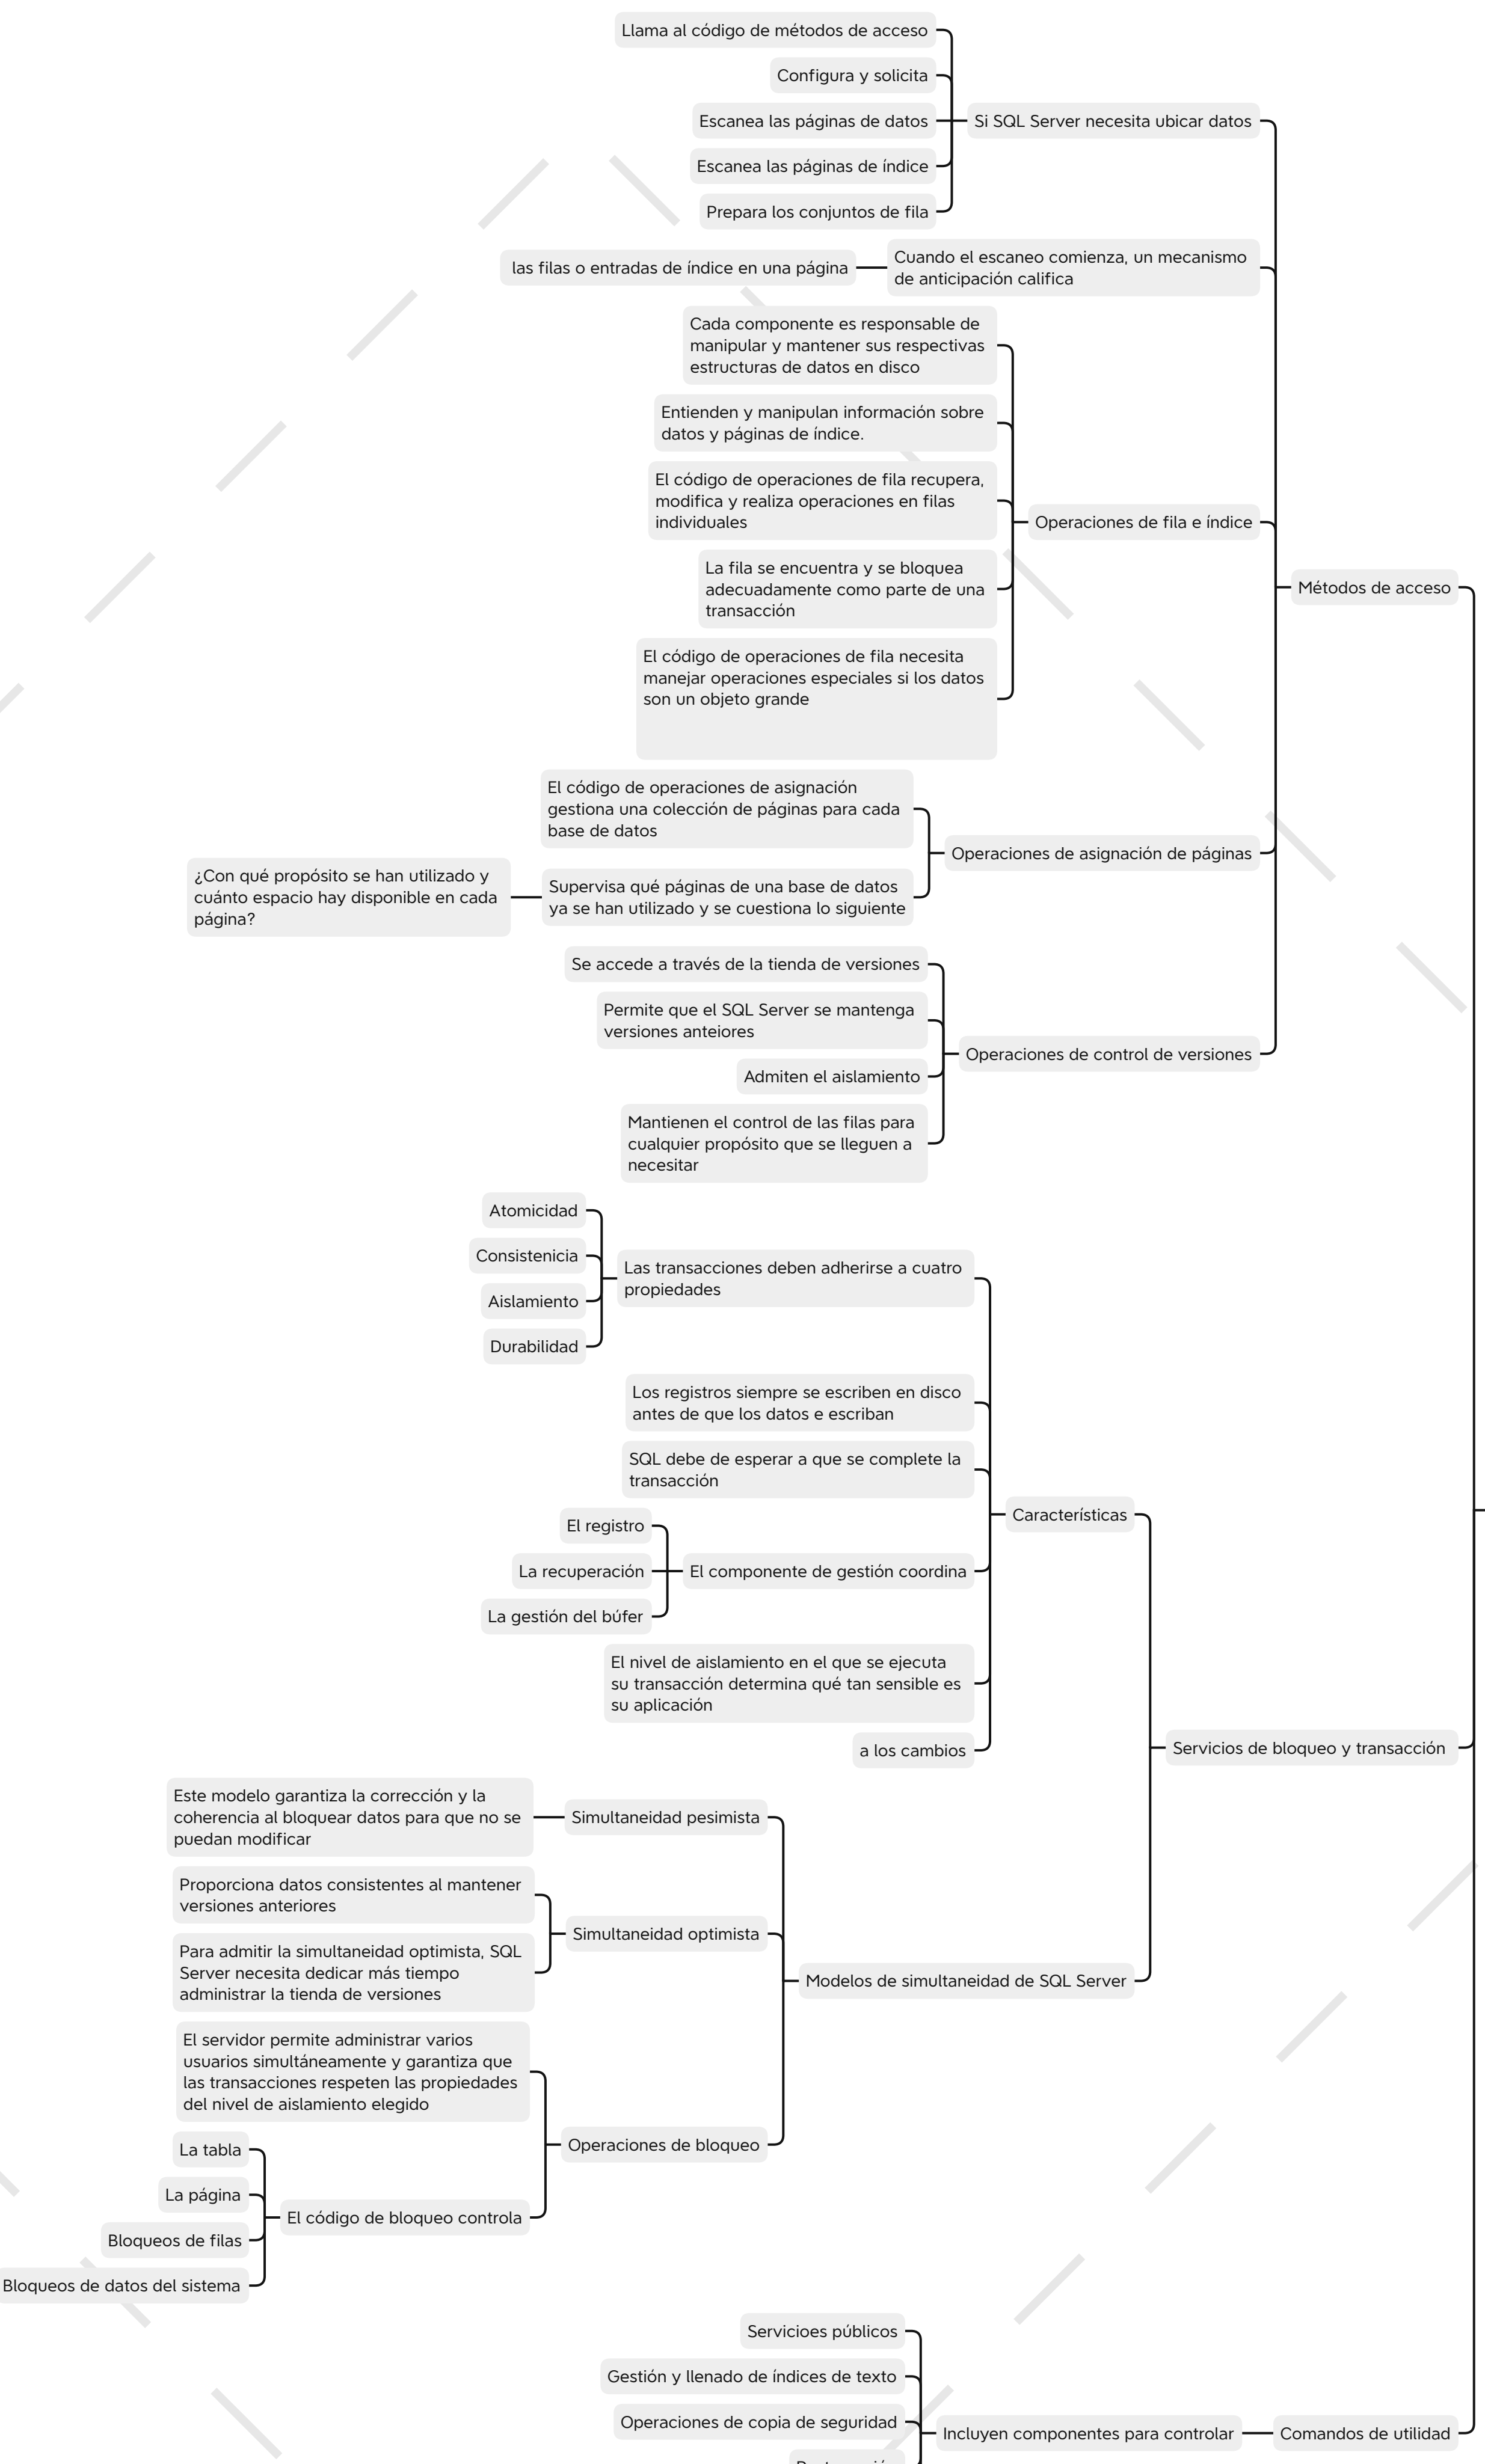 Llama al código de métodos de acceso
Configura y solicita
Escanea las páginas de datos
Si SQL Server necesita ubicar datos
Escanea las páginas de índice
Prepara los conjuntos de fila
las filas o entradas de índice en una página
Cuando el escaneo comienza, un mecanismo
de anticipación califica
Cada componente es responsable de
manipular y mantener sus respectivas
estructuras de datos en disco
Entienden y manipulan información sobre
datos y páginas de índice.
El código de operaciones de fila recupera,
modifica y realiza operaciones en filas
individuales
Operaciones de fila e índice
La fila se encuentra y se bloquea
adecuadamente como parte de una
transacción
Métodos de acceso
El código de operaciones de fila necesita
manejar operaciones especiales si los datos
son un objeto grande
El código de operaciones de asignación
gestiona una colección de páginas para cada
base de datos
Operaciones de asignación de páginas
¿Con qué propósito se han utilizado y
cuánto espacio hay disponible en cada
página?
Supervisa qué páginas de una base de datos
ya se han utilizado y se cuestiona lo siguiente
Se accede a través de la tienda de versiones
Permite que el SQL Server se mantenga
versiones anteiores
Operaciones de control de versiones
Admiten el aislamiento
Mantienen el control de las filas para
cualquier propósito que se lleguen a
necesitar
Atomicidad
Consistenicia
Las transacciones deben adherirse a cuatro
propiedades
Aislamiento
Durabilidad
Los registros siempre se escriben en disco
antes de que los datos e escriban
SQL debe de esperar a que se complete la
transacción
Características
El registro
La recuperación
El componente de gestión coordina
La gestión del búfer
El nivel de aislamiento en el que se ejecuta
su transacción determina qué tan sensible es
su aplicación
a los cambios
Servicios de bloqueo y transacción
Este modelo garantiza la corrección y la
coherencia al bloquear datos para que no se
puedan modificar
Simultaneidad pesimista
Proporciona datos consistentes al mantener
versiones anteriores
Simultaneidad optimista
Para admitir la simultaneidad optimista, SQL
Server necesita dedicar más tiempo
administrar la tienda de versiones
Modelos de simultaneidad de SQL Server
El servidor permite administrar varios
usuarios simultáneamente y garantiza que
las transacciones respeten las propiedades
del nivel de aislamiento elegido
Operaciones de bloqueo
La tabla
La página
El código de bloqueo controla
Bloqueos de filas
Bloqueos de datos del sistema
Servicioes públicos
Gestión y llenado de índices de texto
Operaciones de copia de seguridad
Incluyen componentes para controlar
Comandos de utilidad